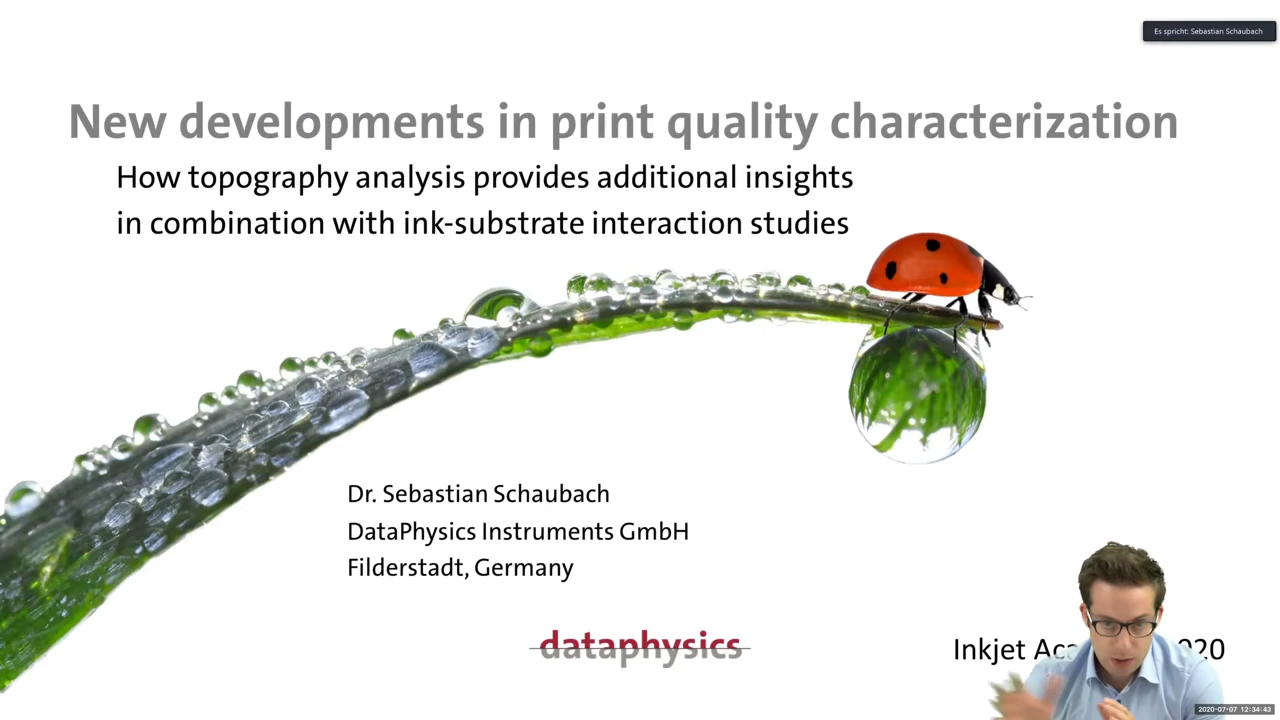 Es spricht: Sebastian Schaubach
New developments in print quality characterization
How topography analysis provides additional insights
in combination with ink-substrate interaction studies
Dr. Sebastian Schaubach
DataPhysics Instruments GmbH
Filderstadt, Germany
dataphysics
Inkjet
2020-07-07 12:34:43